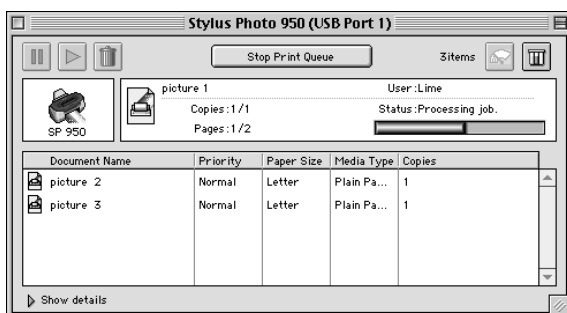 Stylus Photo 950 (USB Port 1)
Stop Print Queue
3items
picture 1
User :Lime
Copies:1/1
Status :Processing job.
SP 950
Pages:1/2
Document Name Priority Paper Size Media Type Copies
picture 2 Normal Letter Plain Pa... 1
picture 3 Normal Letter Plain Pa... 1
Show details